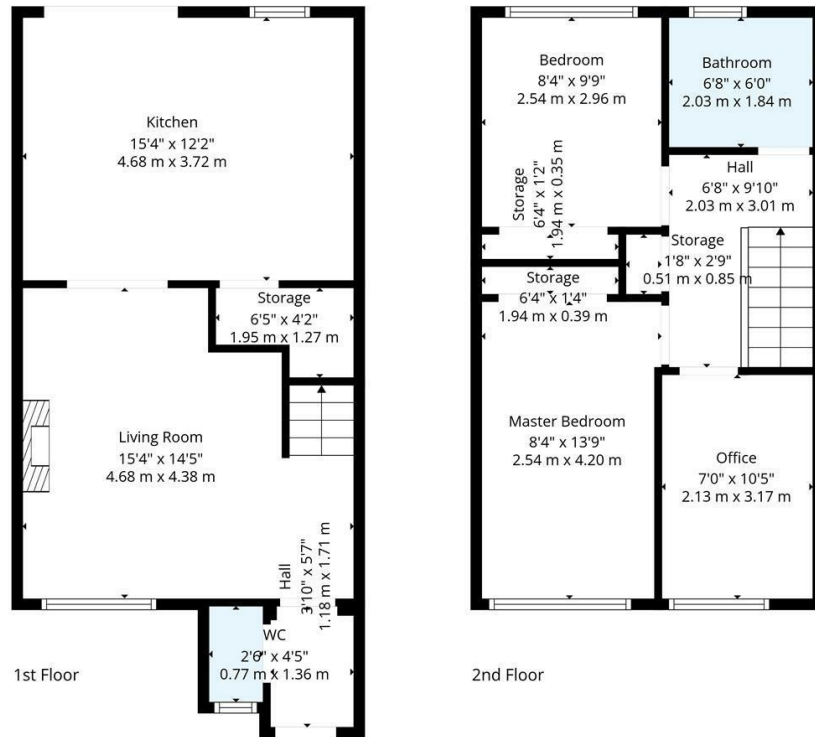 Kitchen
15'4" x 12'2"
4.68 m x 3.72 m
Storage
6'5" x 4'2"
1.95 m x 1.27 m
Living Room
15'4" x 14'5"
4.68 m x 4.38 m
Hall
3'10" x 5'7"
1.18 m x 1.71 m
WC
2'6" x 4'5"
0.77 m x 1.36 m
1st Floor
Bedroom
8'4" x 9'9"
2.54 m x 2.96 m
Bathroom
6'8" x 6'0"
2.03 m x 1.84 m
Storage
6'4" x 1'2"
1.94 m x 0.35 m
Hall
6'8" x 9'10"
2.03 m x 3.01 m
Storage
1'8" x 2'9"
0.51 m x 0.85 m
Storage
6'4" x 1'4"
1.94 m x 0.39 m
Master Bedroom
8'4" x 13'9"
2.54 m x 4.20 m
Office
7'0" x 10'5"
2.13 m x 3.17 m
2nd Floor